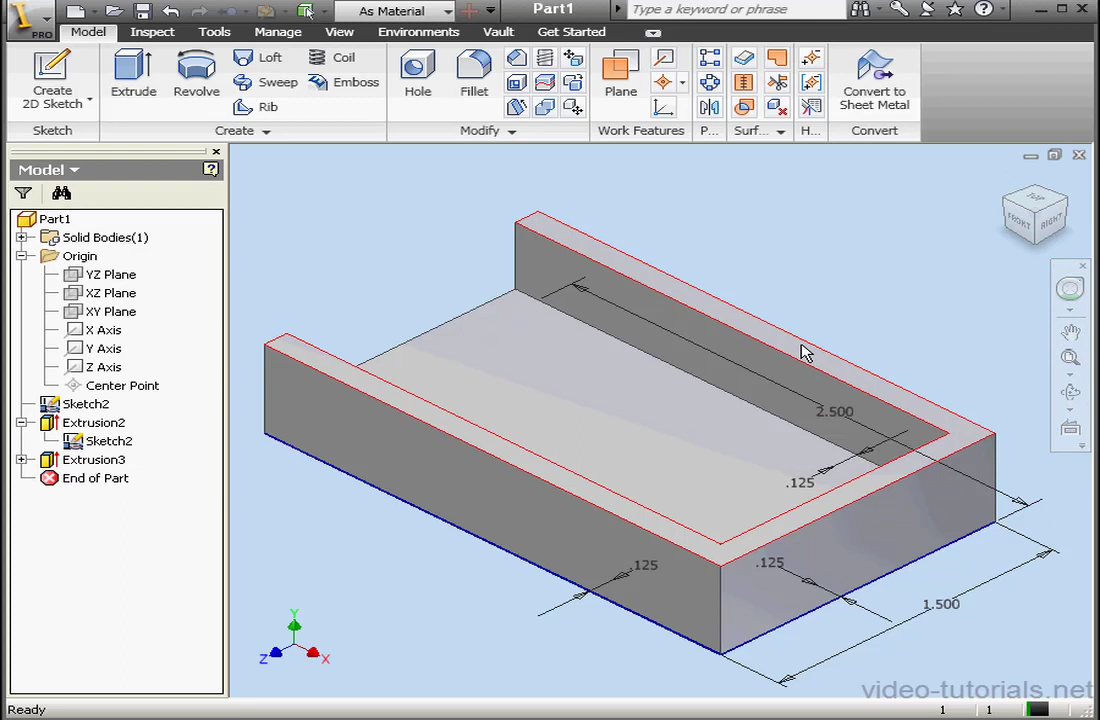 PRO
As Material
Part1
Type a keyword or phrase
Model Inspect Tools Manage View Environments Vault Get Started
Create
2D Sketch
Extrude
Revolve
Loft
Sweep
Rib
Coil
Emboss
Hole
Fillet
Plane
Convert to
Sheet Metal
Sketch
Create
Modify
Work Features
P...
Surf...
H...
Convert
Model
Part1
Solid Bodies(1)
Origin
YZ Plane
XZ Plane
XY Plane
X Axis
Y Axis
Z Axis
Center Point
Sketch2
Extrusion2
Sketch2
Extrusion3
End of Part
TOP
FRONT
RIGHT
2.500
.125
.125
.125
1.500
Y
Z
X
video-tutorials.net
Ready
1 1